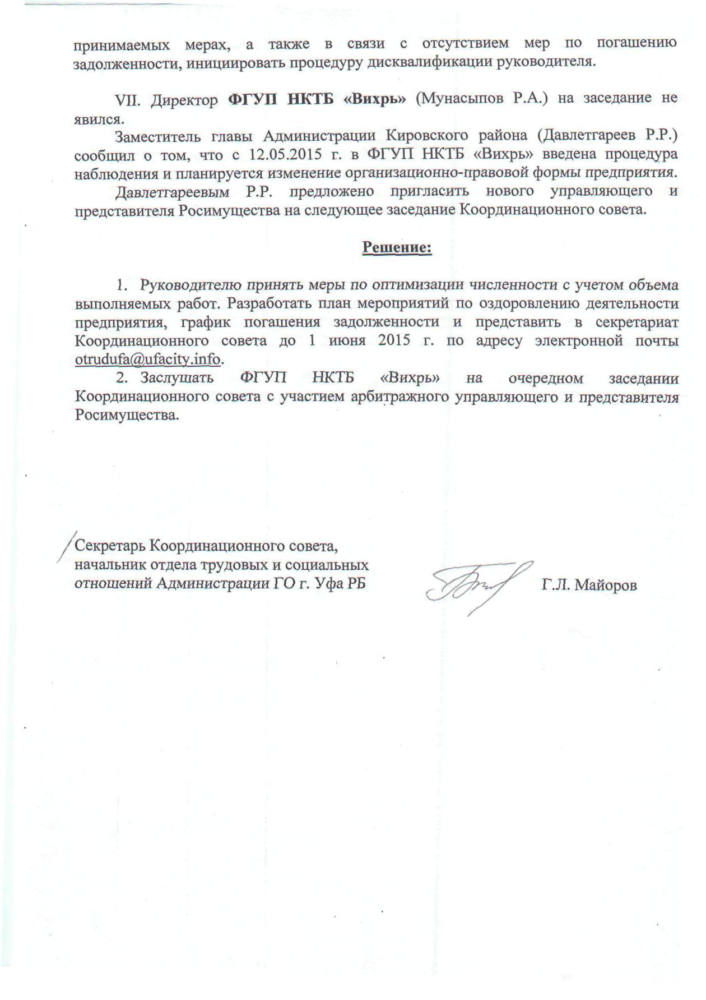 принимаемых мерах, а также в связи с отсутствием мер по погашению
задолженности, инициировать процедуру дисквалификации руководителя.
VII. Директор ФГУП НКТБ «Вихрь» (Мунасыпов Р.А.) на заседание не
явился.
Заместитель главы Администрации Кировского района (Давлетгареев Р.Р.)
сообщил о том, что с 12.05.2015 г. в ФГУП НКТБ «Вихрь» введена процедура
наблюдения и планируется изменение организационно-правовой формы предприятия.
Давлетгареевым Р.Р. предложено пригласить нового управляющего и
представителя Росимущества на следующее заседание Координационного совета.
Решение:
1. Руководителю принять меры по оптимизации численности с учетом объема
выполняемых работ. Разработать план мероприятий по оздоровлению деятельности
предприятия, график погашения задолженности и представить в секретариат
Координационного совета до 1 июня 2015 г. по адресу электронной почты
otrudufa@ufacity.info.
2. Заслушать ФГУП НКТБ «Вихрь» на очередном заседании
Координационного совета с участием арбитражного управляющего и представителя
Росимущества.
Секретарь Координационного совета,
начальник отдела трудовых и социальных
отношений Администрации ГО г. Уфа РБ
Г.Л. Майоров